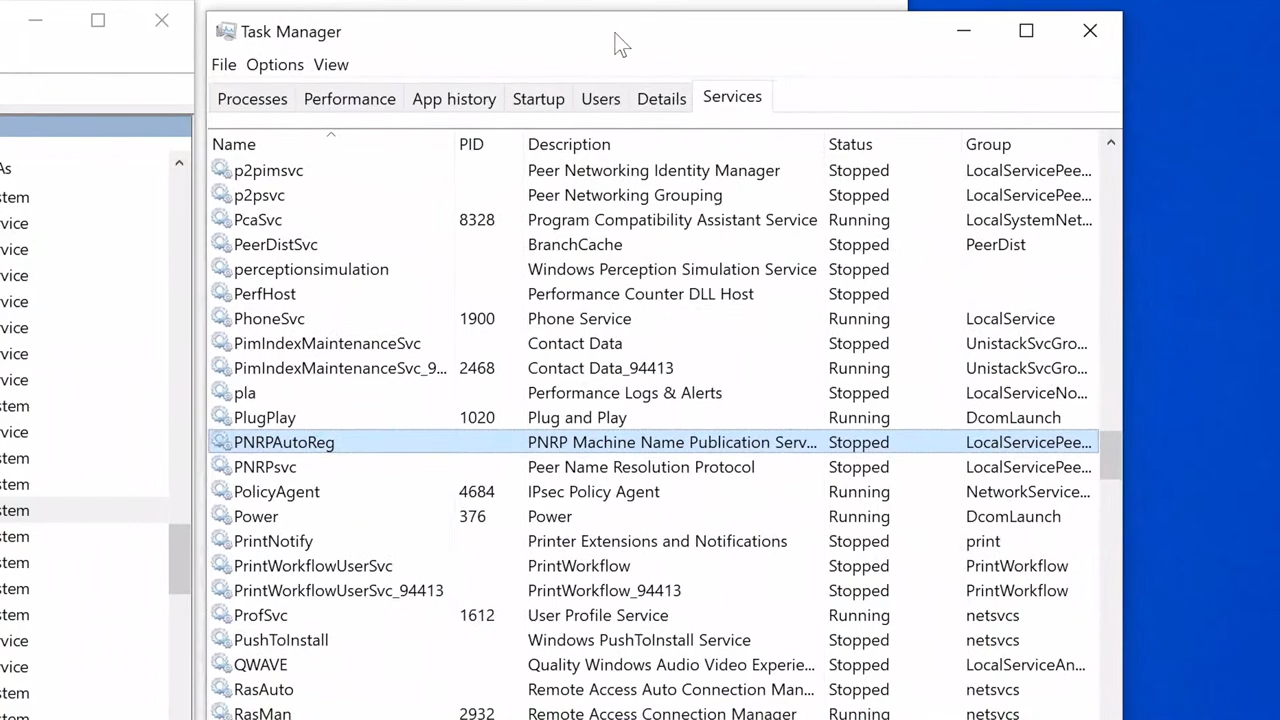 Task Manager
File Options View
Processes Performance App history Startup Users Details Services
Name PID Description Status Group
p2pimsvc Peer Networking Identity Manager Stopped LocalServicePee...
p2psvc Peer Networking Grouping Stopped LocalServicePee...
PcaSvc 8328 Program Compatibility Assistant Service Running LocalSystemNet...
PeerDistSvc BranchCache Stopped PeerDist
perceptionsimulation Windows Perception Simulation Service Stopped
PerfHost Performance Counter DLL Host Stopped
PhoneSvc 1900 Phone Service Running LocalService
PimIndexMaintenanceSvc Contact Data Stopped UnistackSvcGro...
PimIndexMaintenanceSvc_9... 2468 Contact Data_94413 Running UnistackSvcGro...
pla Performance Logs & Alerts Stopped LocalServiceNo...
PlugPlay 1020 Plug and Play Running DcomLaunch
PNRPAutoReg PNRP Machine Name Publication Serv... Stopped LocalServicePee...
PNRPsvc Peer Name Resolution Protocol Stopped LocalServicePee...
PolicyAgent 4684 IPsec Policy Agent Running NetworkService...
Power 376 Power Running DcomLaunch
PrintNotify Printer Extensions and Notifications Stopped print
PrintWorkflowUserSvc PrintWorkflow Stopped PrintWorkflow
PrintWorkflowUserSvc_94413 PrintWorkflow_94413 Stopped PrintWorkflow
ProfSvc 1612 User Profile Service Running netsvcs
PushToInstall Windows PushToInstall Service Stopped netsvcs
QWAVE Quality Windows Audio Video Experie... Stopped LocalServiceAn...
RasAuto Remote Access Auto Connection Man... Stopped netsvcs
RasMan 2932 Remote Access Connection Manager Running netsvcs